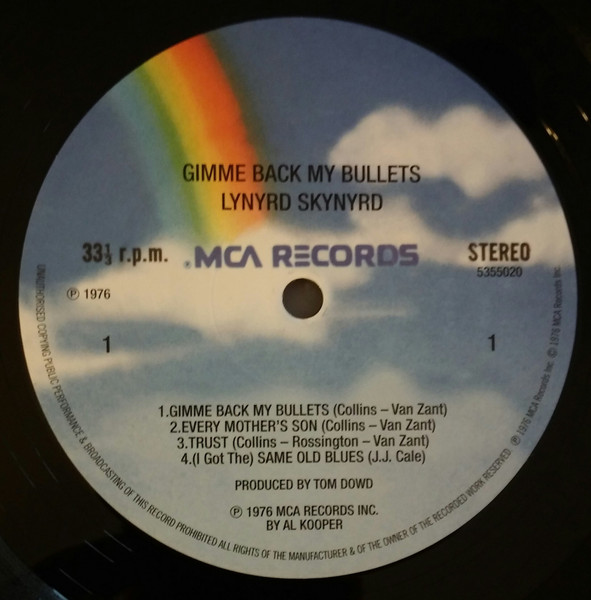 GIMME BACK MY BULLETS
LYNYRD SKYNYRD
33⅓ r.p.m.
MCA RECORDS
STEREO
5355020
℗ 1976
1
1
1.GIMME BACK MY BULLETS (Collins – Van Zant)
2.EVERY MOTHER'S SON (Collins – Van Zant)
3.TRUST (Collins – Rossington – Van Zant)
4.(I Got The) SAME OLD BLUES (J.J. Cale)
PRODUCED BY TOM DOWD
℗ 1976 MCA RECORDS INC.
BY AL KOOPER
UNAUTHORISED COPYING PUBLIC PERFORMANCE & BROADCASTING OF THIS RECORD PROHIBITED ALL RIGHTS OF THE MANUFACTURER & OF THE OWNER OF THE RECORDED WORK RESERVED. ℗ 1976 MCA Records Inc. © 1976 MCA Records Inc.